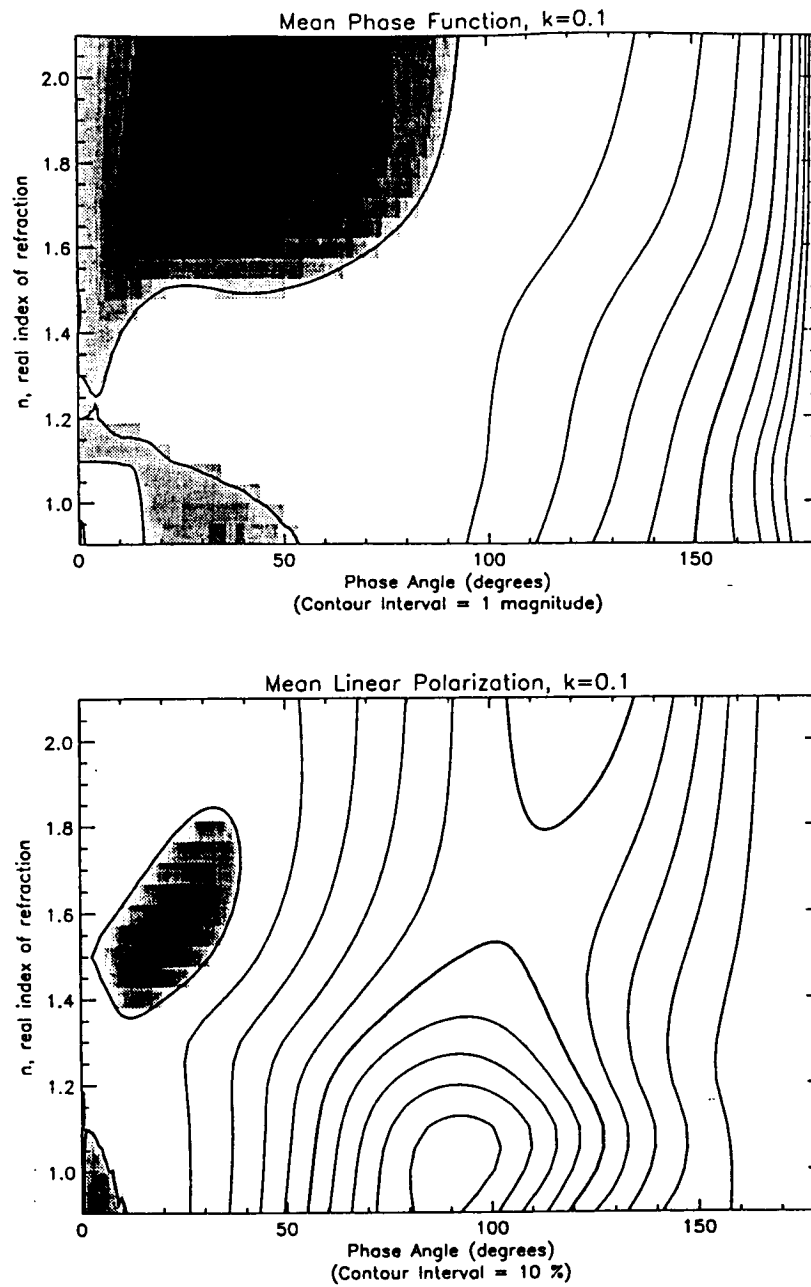 Mean Phase Function, k=0.1
2.0
1.8
1.6
1.4
1.2
1.0
n, real index of refraction
0 50 100 150
Phase Angle (degrees)
(Contour Interval = 1 magnitude)
Mean Linear Polarization, k=0.1
2.0
1.8
1.6
1.4
1.2
1.0
n, real index of refraction
0 50 100 150
Phase Angle (degrees)
(Contour Interval = 10 %)